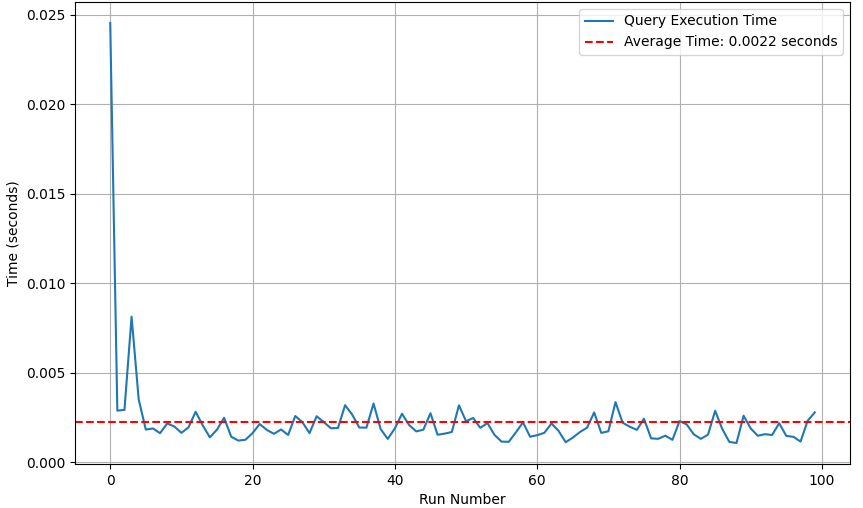 0.025
0.020
0.015
0.010
0.005
0.000
Time (seconds)
Query Execution Time
Average Time: 0.0022 seconds
0 20 40 60 80 100
Run Number